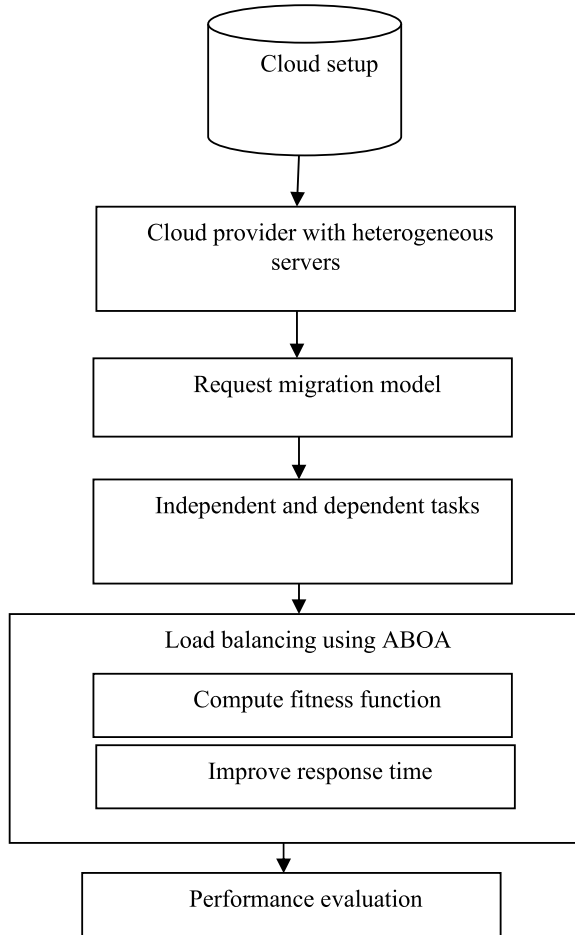 Cloud setup
Cloud provider with heterogeneous
servers
Request migration model
Independent and dependent tasks
Load balancing using ABOA
Compute fitness function
Improve response time
Performance evaluation